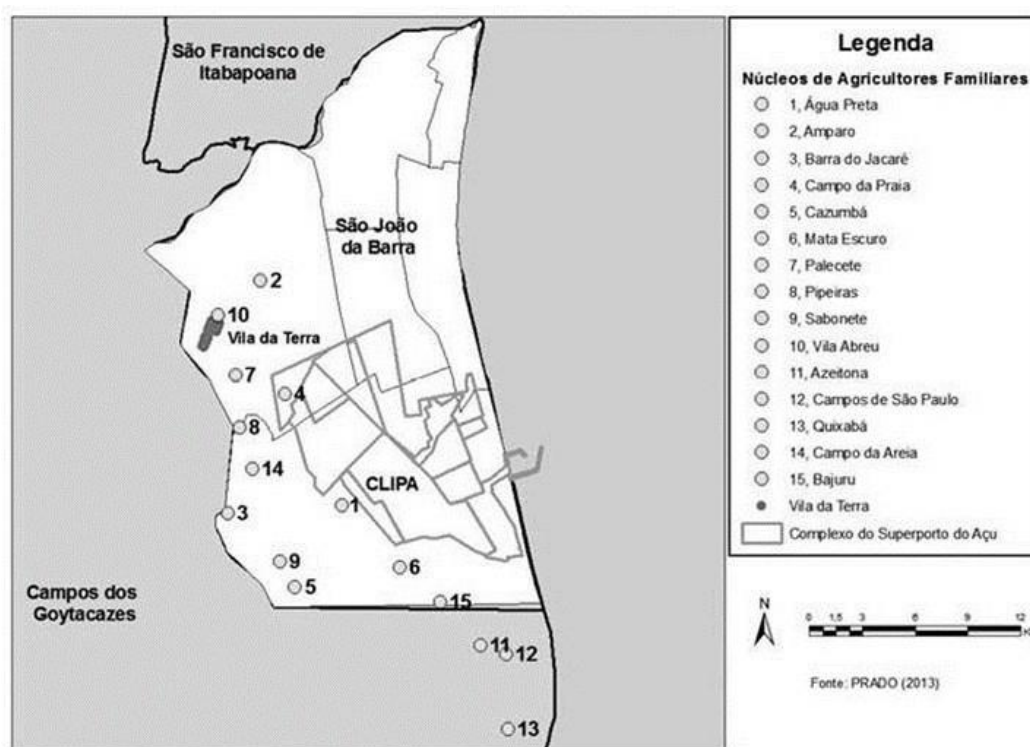 São Francisco de
Itabapoana
São João
da Barra
2
10
Vila da Terra
7
4
8
14
CLIPA
1
3
9
6
5
15
Campos dos
Goytacazes
11
12
13
Legenda
Núcleos de Agricultores Familiares
1, Água Preta
2, Amparo
3, Barra do Jacaré
4, Campo da Praia
5, Cazumbá
6, Mata Escuro
7, Palecete
8, Pipeiras
9, Sabonete
10, Vila Abreu
11, Azeitona
12, Campos de São Paulo
13, Quixabá
14, Campo da Areia
15, Bajuru
Vila da Terra
Complexo do Superporto do Açu
N
0 1,5 3 6 9 12
Fonte: PRADO (2013)